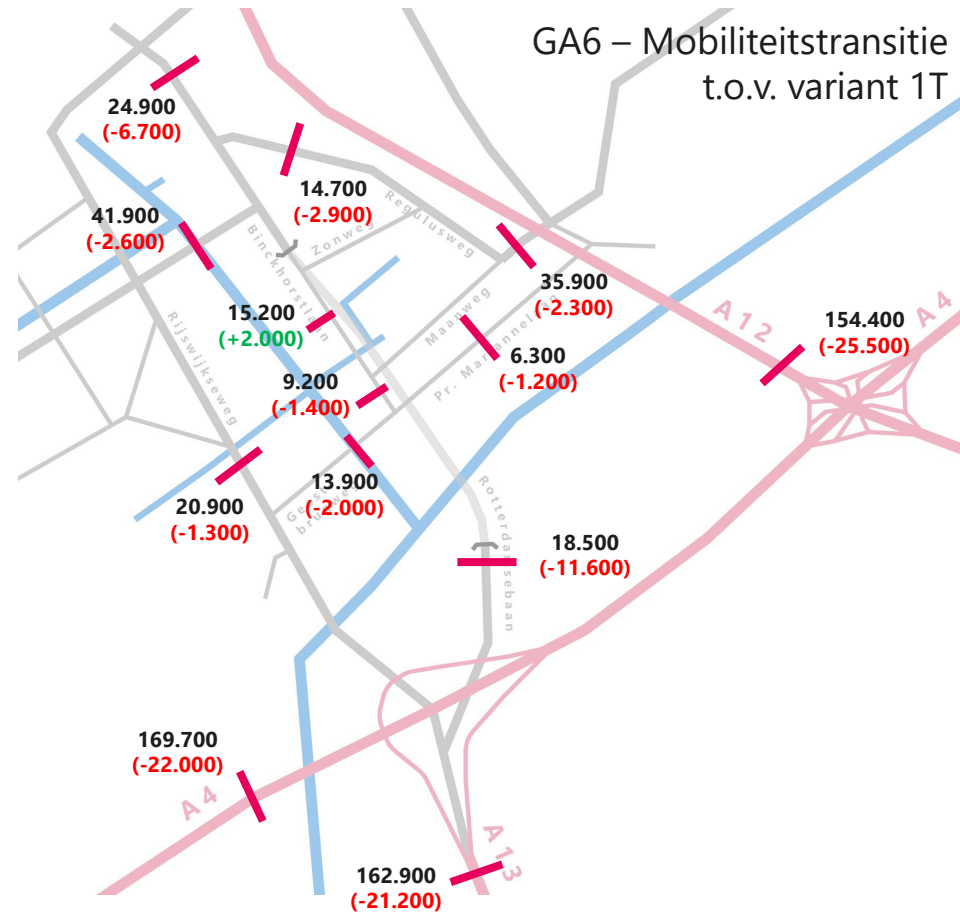 GA6 – Mobiliteitstransitie
t.o.v. variant 1T
24.900
(-6.700)
14.700
(-2.900)
Regulusweg
Zonweg
41.900
(-2.600)
Binckhorstlaan
35.900
(-2.300)
15.200
(+2.000)
Maanweg
Pr. Mariannelaan
6.300
(-1.200)
A12
A4
154.400
(-25.500)
Rijswijkseweg
9.200
(-1.400)
13.900
(-2.000)
20.900
(-1.300)
Rotterdamsebaan
18.500
(-11.600)
169.700
(-22.000)
A4
A13
162.900
(-21.200)